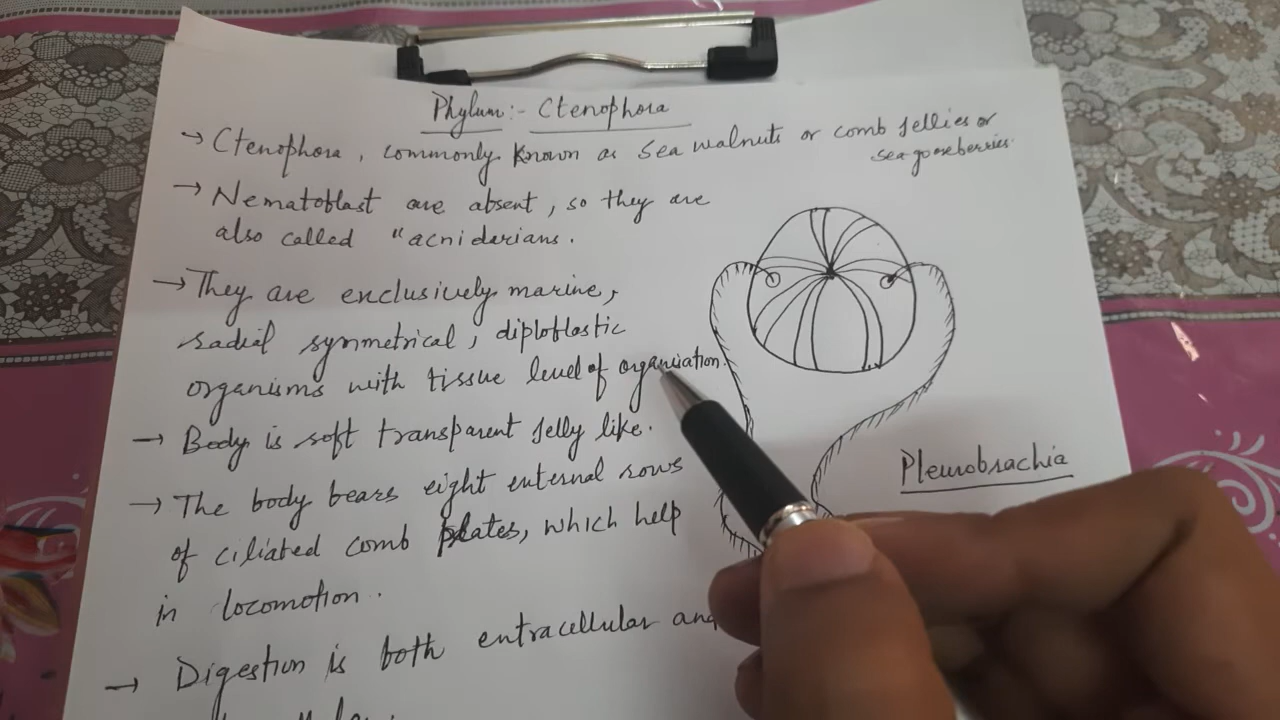 Phylum:- Ctenophora
→ Ctenophora, commonly known as Sea walnuts or comb Jellies or
sea gooseberries.
→ Nematoblast are absent, so they are
also called "acnidarians.
→ They are exclusively marine,
radial symmetrical, diploblastic
organisms with tissue level of organisation.
→ Body is soft transparent Jelly like.
→ The body bears eight external rows
of ciliated comb plates, which help
in locomotion.
Pleurobrachia
→ Digestion is both extracellular and